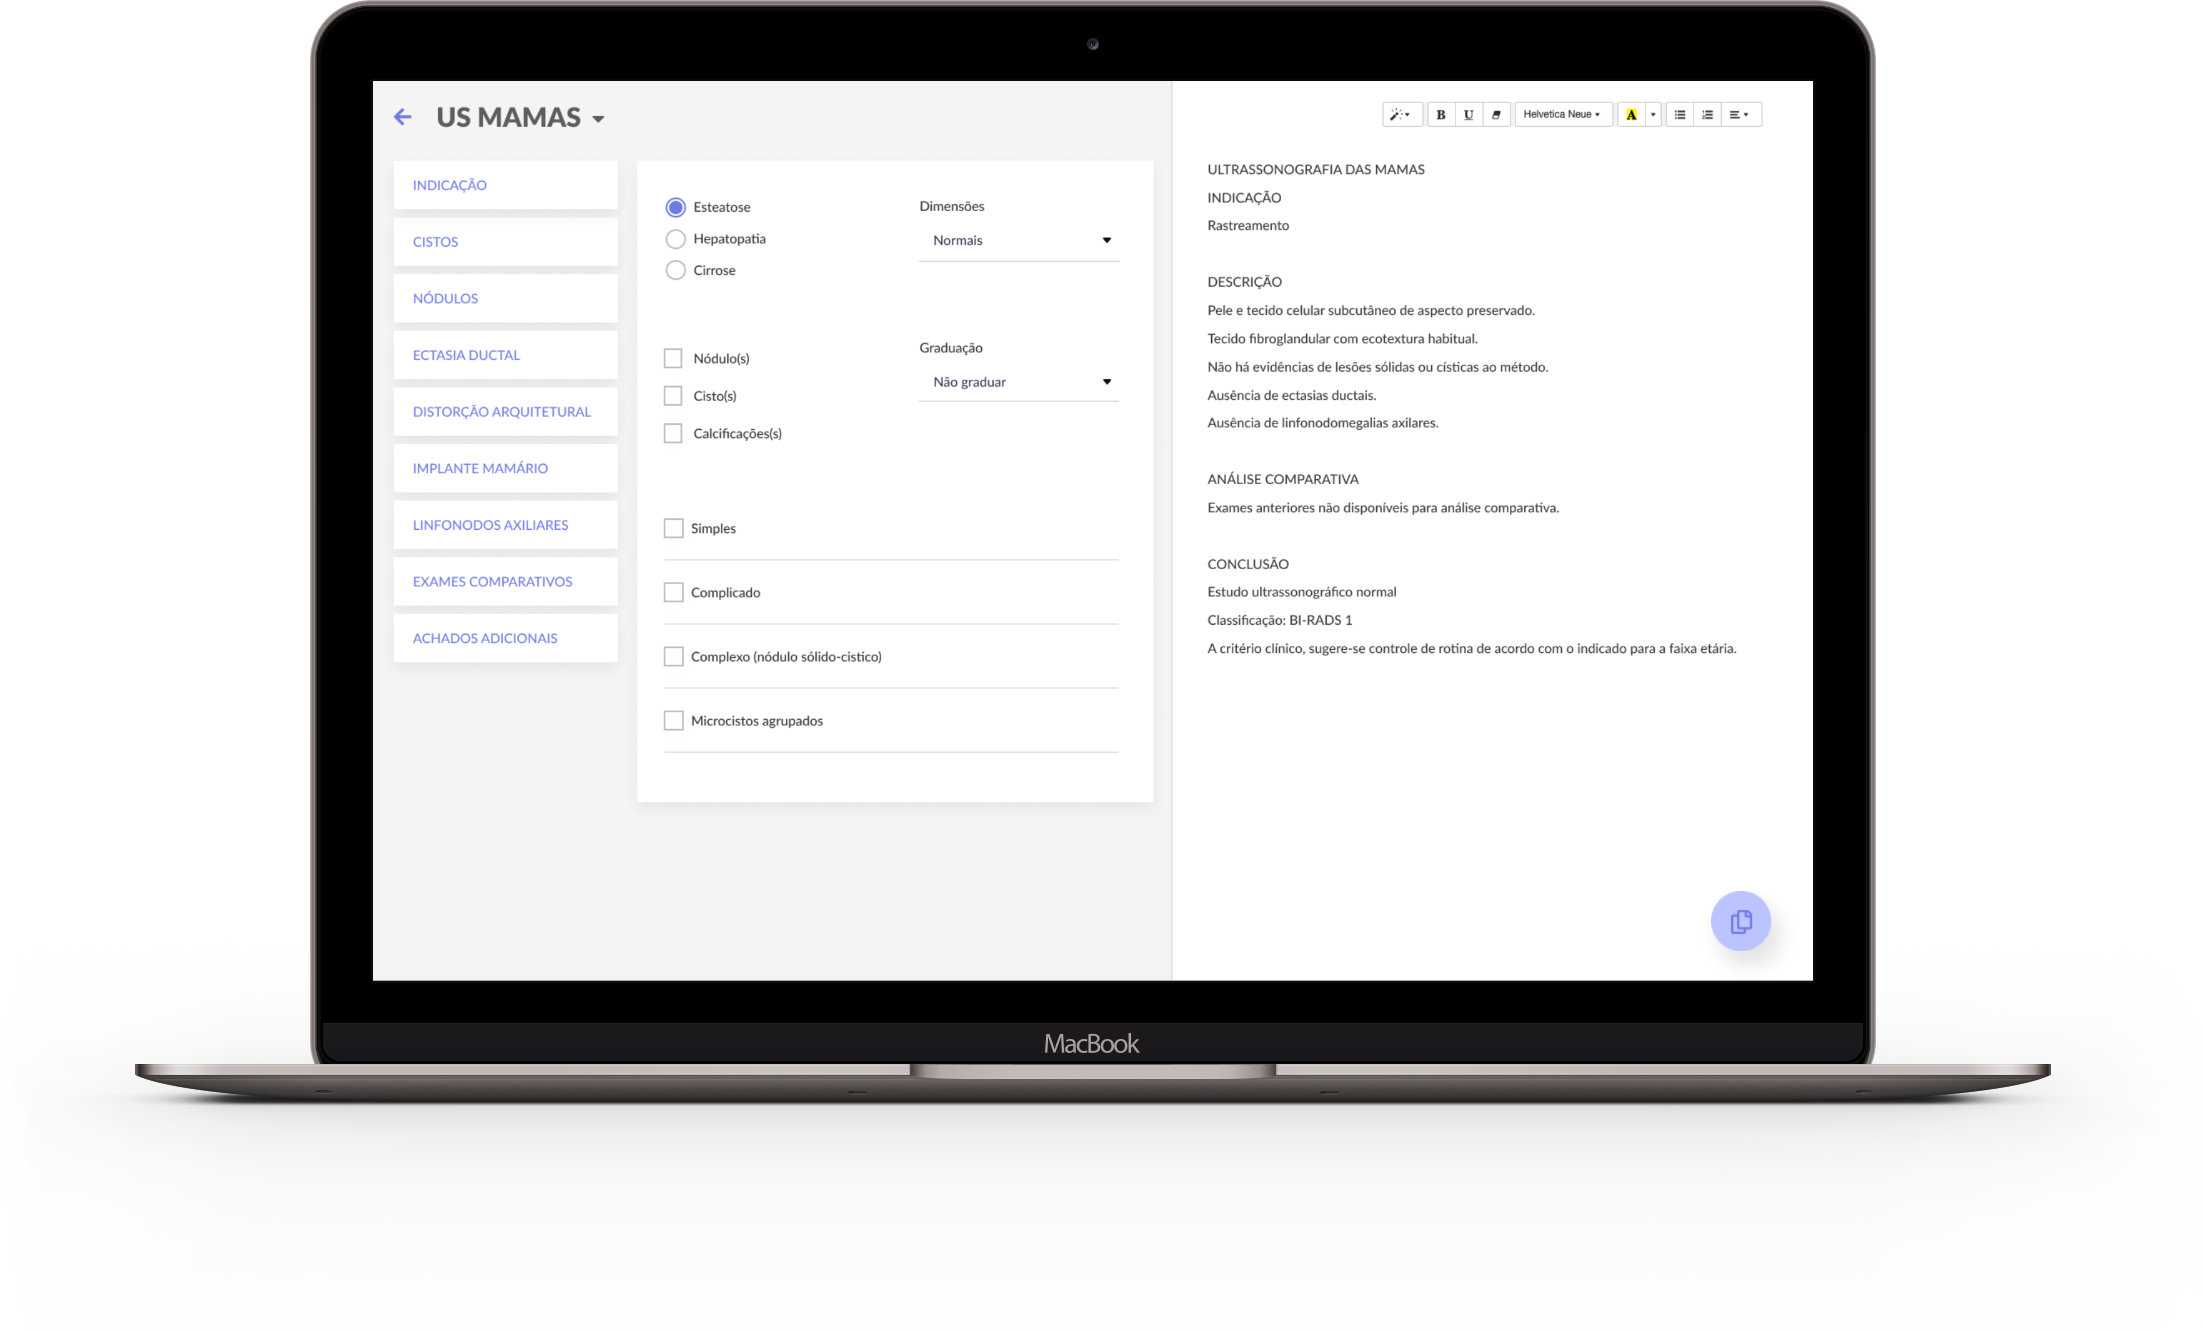 US MAMAS
INDICAÇÃO
CISTOS
NÓDULOS
ECTASIA DUCTAL
DISTORÇÃO ARQUITETURAL
IMPLANTE MAMÁRIO
LINFONODOS AXILIARES
EXAMES COMPARATIVOS
ACHADOS ADICIONAIS
Esteatose
Hepatopatia
Cirrose
Dimensões
Normais
Nódulo(s)
Cisto(s)
Calcificações(s)
Graduação
Não graduar
Simples
Complicado
Complexo (nódulo sólido-cistico)
Microcistos agrupados
B U Helvetica Neue A
ULTRASSONOGRAFIA DAS MAMAS
INDICAÇÃO
Rastreamento
DESCRIÇÃO
Pele e tecido celular subcutâneo de aspecto preservado.
Tecido fibroglandular com ecotextura habitual.
Não há evidências de lesões sólidas ou císticas ao método.
Ausência de ectasias ductais.
Ausência de linfonodomegalias axilares.
ANÁLISE COMPARATIVA
Exames anteriores não disponíveis para análise comparativa.
CONCLUSÃO
Estudo ultrassonográfico normal
Classificação: BI-RADS 1
A critério clínico, sugere-se controle de rotina de acordo com o indicado para a faixa etária.
MacBook